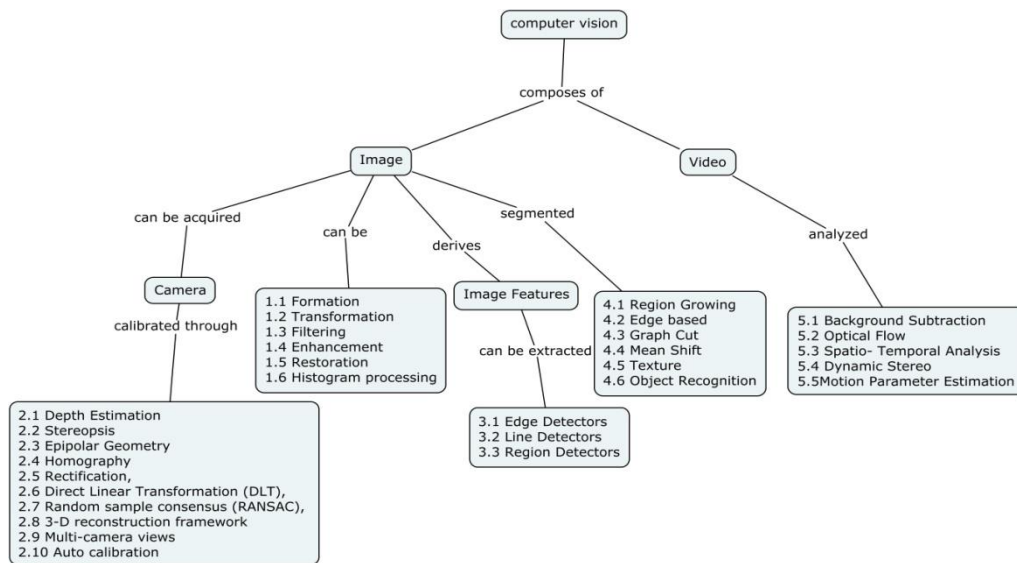 computer vision
composes of
Image
Video
can be acquired
can be
derives
segmented
analyzed
Camera
calibrated through
1.1 Formation
1.2 Transformation
1.3 Filtering
1.4 Enhancement
1.5 Restoration
1.6 Histogram processing
Image Features
can be extracted
4.1 Region Growing
4.2 Edge based
4.3 Graph Cut
4.4 Mean Shift
4.5 Texture
4.6 Object Recognition
5.1 Background Subtraction
5.2 Optical Flow
5.3 Spatio- Temporal Analysis
5.4 Dynamic Stereo
5.5Motion Parameter Estimation
2.1 Depth Estimation
2.2 Stereopsis
2.3 Epipolar Geometry
2.4 Homography
2.5 Rectification,
2.6 Direct Linear Transformation (DLT),
2.7 Random sample consensus (RANSAC),
2.8 3-D reconstruction framework
2.9 Multi-camera views
2.10 Auto calibration
3.1 Edge Detectors
3.2 Line Detectors
3.3 Region Detectors